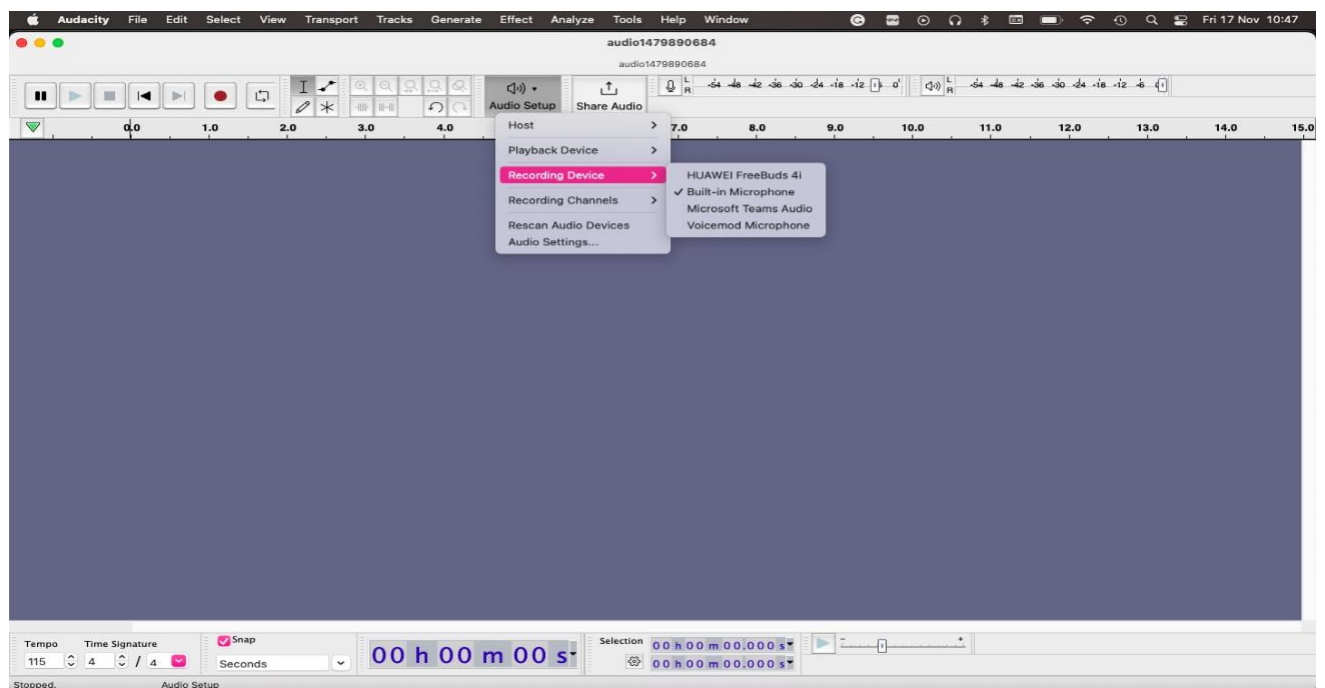 Audacity File Edit Select View Transport Tracks Generate Effect Analyze Tools Help Window Fri 17 Nov 10:47
audio1479890684
audio1479890684
L R -54 -48 -42 -36 -30 -24 -18 -12 0 L R -54 -48 -42 -36 -30 -24 -18 -12 -6
Audio Setup Share Audio
0.0 1.0 2.0 3.0 4.0 7.0 8.0 9.0 10.0 11.0 12.0 13.0 14.0 15.0
Host
Playback Device
Recording Device
Recording Channels
Rescan Audio Devices
Audio Settings...
HUAWEI FreeBuds 4i
Built-in Microphone
Microsoft Teams Audio
Voicemod Microphone
Tempo Time Signature Snap
115 4 / 4 Seconds
00 h 00 m 00 s
Selection 00 h 00 m 00.000 s
00 h 00 m 00.000 s
Stopped. Audio Setup